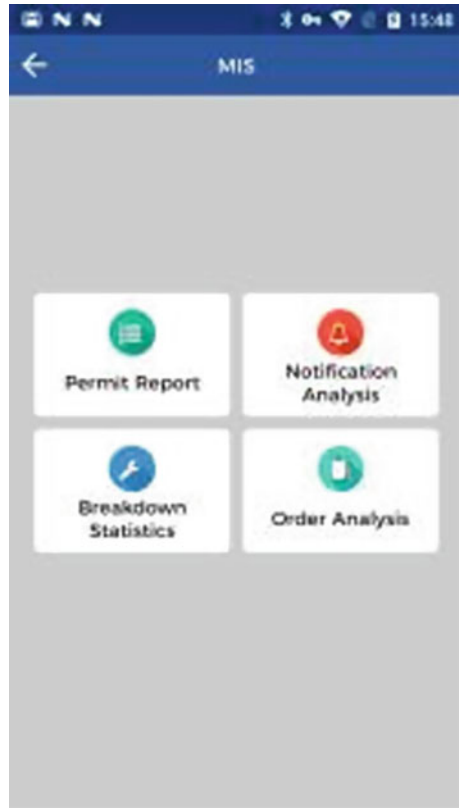 N N 15:48
MIS
Permit Report
Notification
Analysis
Breakdown
Statistics
Order Analysis